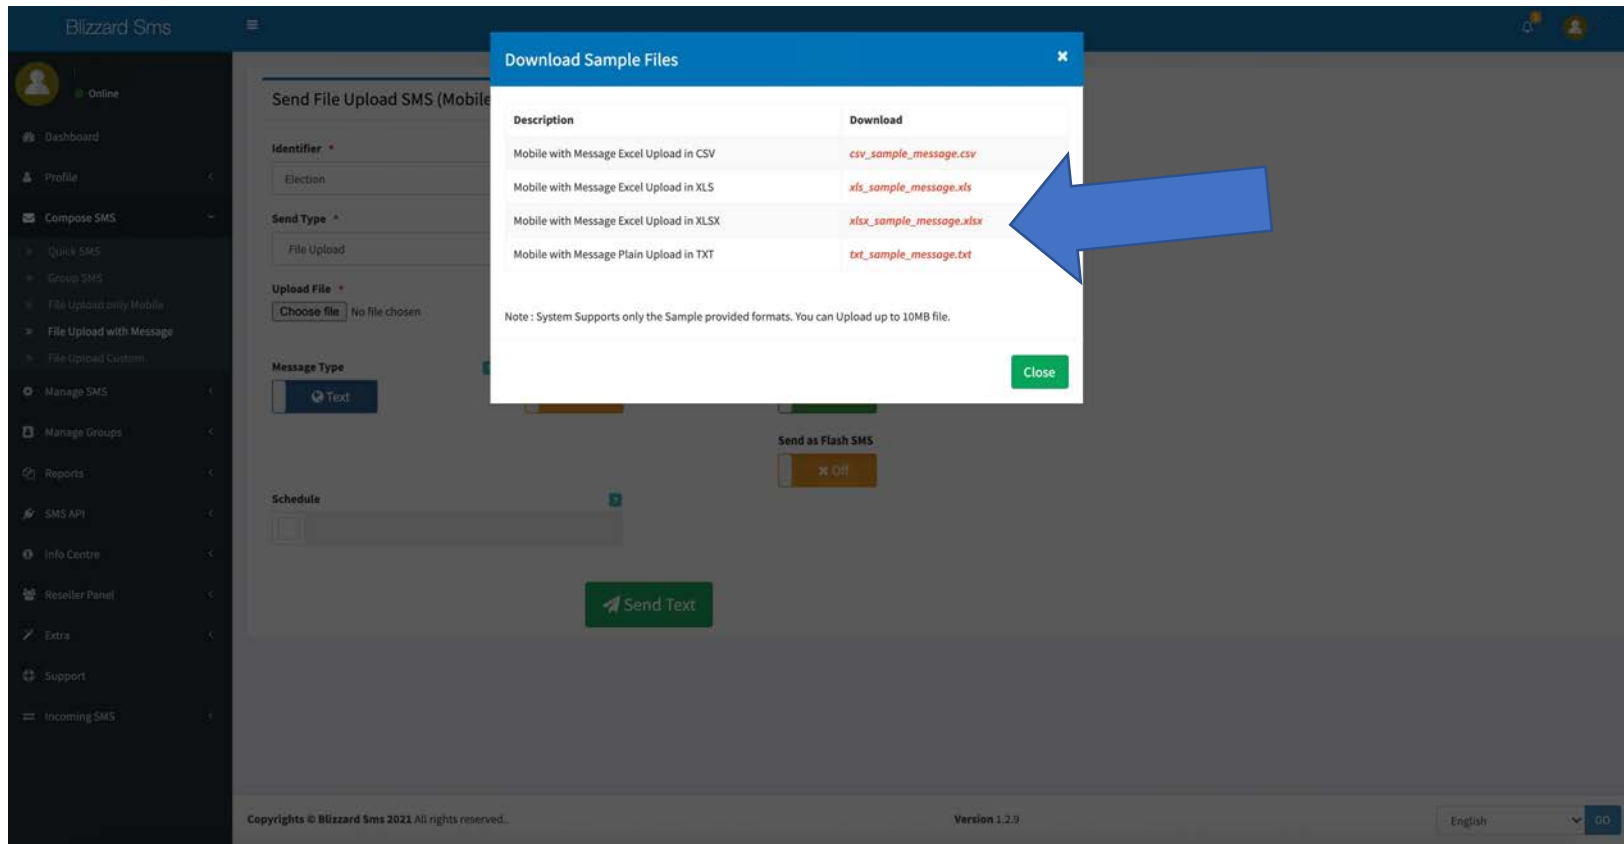 Blizzard Sms
Online
Dashboard
Profile
Compose SMS
Quick SMS
Group SMS
File Upload only Mobile
File Upload with Message
File Upload Custom
Manage SMS
Manage Groups
Reports
SMS API
Info Centre
Reseller Panel
Extra
Support
Incoming SMS
Send File Upload SMS (Mobile
Identifier *
Election
Send Type *
File Upload
Upload File *
Choose file No file chosen
Message Type
Text
Schedule
Send as Flash SMS
Off
Send Text
Download Sample Files
Description Download
Mobile with Message Excel Upload in CSV csv_sample_message.csv
Mobile with Message Excel Upload in XLS xls_sample_message.xls
Mobile with Message Excel Upload in XLSX xlsx_sample_message.xlsx
Mobile with Message Plain Upload in TXT txt_sample_message.txt
Note : System Supports only the Sample provided formats. You can Upload up to 10MB file.
Close
Copyrights © Blizzard Sms 2021 All rights reserved..
Version 1.2.9
English
GO